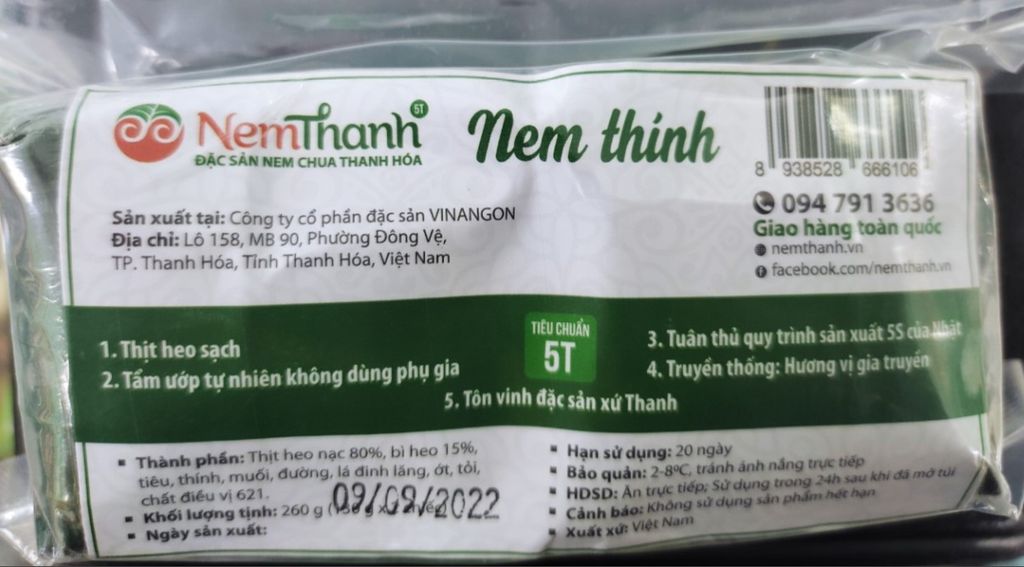 NemThanh 5T
ĐẶC SẢN NEM CHUA THANH HÓA
Nem thính
8 938528 666106
Sản xuất tại: Công ty cổ phần đặc sản VINANGON
Địa chỉ: Lô 158, MB 90, Phường Đông Vệ,
TP. Thanh Hóa, Tỉnh Thanh Hóa, Việt Nam
094 791 3636
Giao hàng toàn quốc
nemthanh.vn
facebook.com/nemthanh.vn
1. Thịt heo sạch
2. Tẩm ướp tự nhiên không dùng phụ gia
TIÊU CHUẨN
5T
3. Tuân thủ quy trình sản xuất 5S của Nhật
4. Truyền thống: Hương vị gia truyền
5. Tôn vinh đặc sản xứ Thanh
Thành phần: Thịt heo nạc 80%, bì heo 15%,
tiêu, thính, muối, đường, lá đinh lăng, ớt, tỏi,
chất điều vị 621.
Khối lượng tịnh: 260 g
Ngày sản xuất:
09/09/2022
Hạn sử dụng: 20 ngày
Bảo quản: 2-8ºC, tránh ánh nắng trực tiếp
HDSD: Ăn trực tiếp; Sử dụng trong 24h sau khi đã mở túi
Cảnh báo: Không sử dụng sản phẩm hết hạn
Xuất xứ: Việt Nam